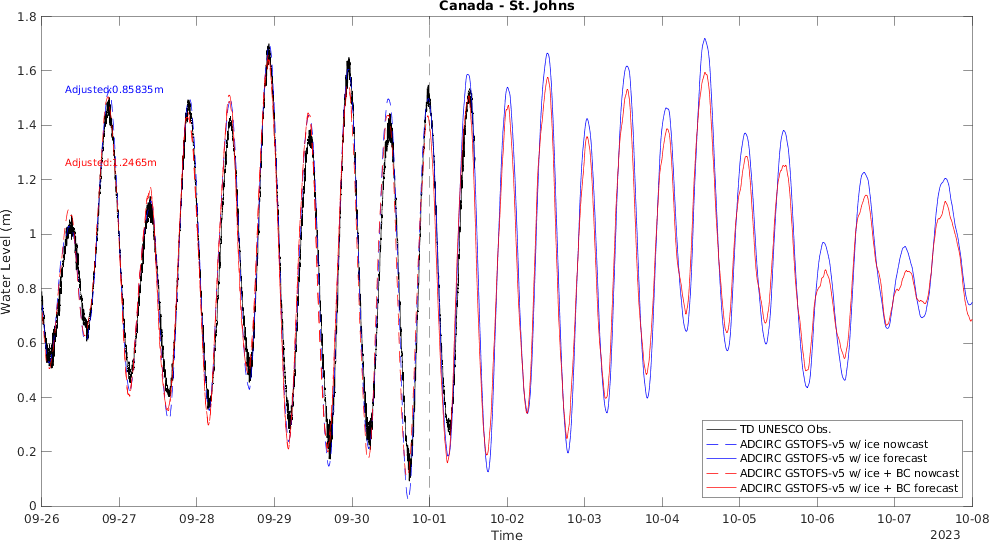 Canada - St. Johns
1.8
1.6
1.4
1.2
1
0.8
0.6
0.4
0.2
0
Water Level (m)
Adjusted:0.85835m
Adjusted:1.2465m
TD UNESCO Obs.
ADCIRC GSTOFS-v5 w/ ice nowcast
ADCIRC GSTOFS-v5 w/ ice forecast
ADCIRC GSTOFS-v5 w/ ice + BC nowcast
ADCIRC GSTOFS-v5 w/ ice + BC forecast
09-26 09-27 09-28 09-29 09-30 10-01 10-02 10-03 10-04 10-05 10-06 10-07 10-08
Time
2023